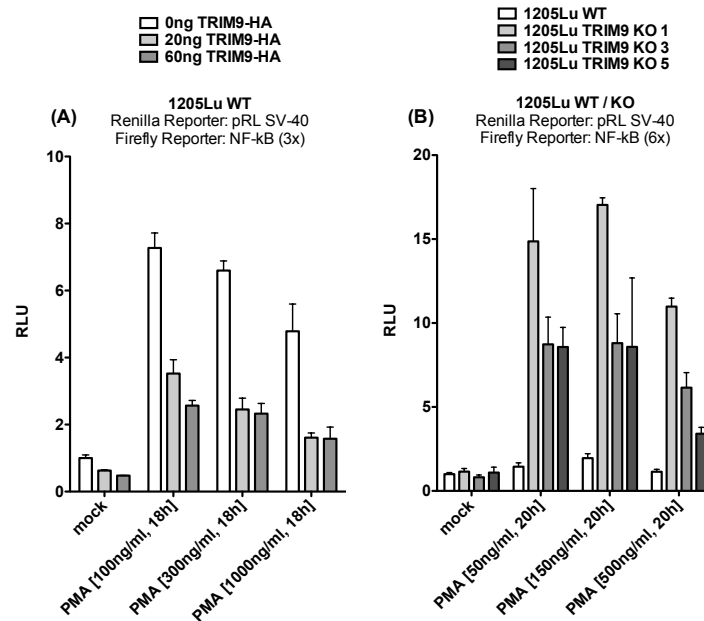 0ng TRIM9-HA
20ng TRIM9-HA
60ng TRIM9-HA
1205Lu WT
1205Lu TRIM9 KO 1
1205Lu TRIM9 KO 3
1205Lu TRIM9 KO 5
(A)
1205Lu WT
Renilla Reporter: pRL SV-40
Firefly Reporter: NF-kB (3x)
10
8
6
4
2
0
RLU
mock
PMA [100ng/ml, 18h]
PMA [300ng/ml, 18h]
PMA [1000ng/ml, 18h]
(B)
1205Lu WT / KO
Renilla Reporter: pRL SV-40
Firefly Reporter: NF-kB (6x)
20
15
10
5
0
RLU
mock
PMA [50ng/ml, 20h]
PMA [150ng/ml, 20h]
PMA [500ng/ml, 20h]